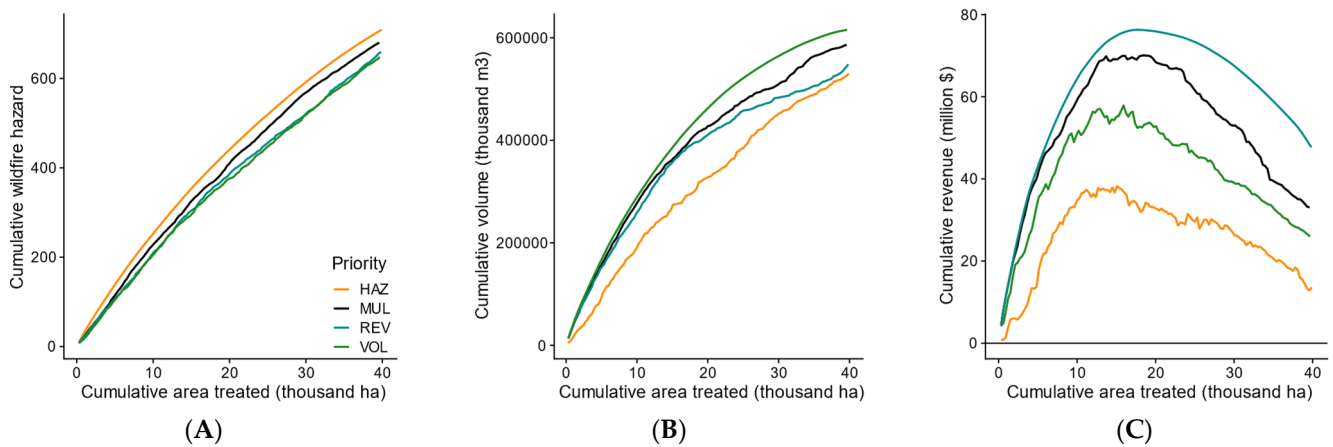 Cumulative wildfire hazard
600
400
200
0
0 10 20 30 40
Cumulative area treated (thousand ha)
Priority
HAZ
MUL
REV
VOL
(A)
Cumulative volume (thousand m3)
600000
400000
200000
0
0 10 20 30 40
Cumulative area treated (thousand ha)
(B)
Cumulative revenue (million $)
80
60
40
20
0
0 10 20 30 40
Cumulative area treated (thousand ha)
(C)